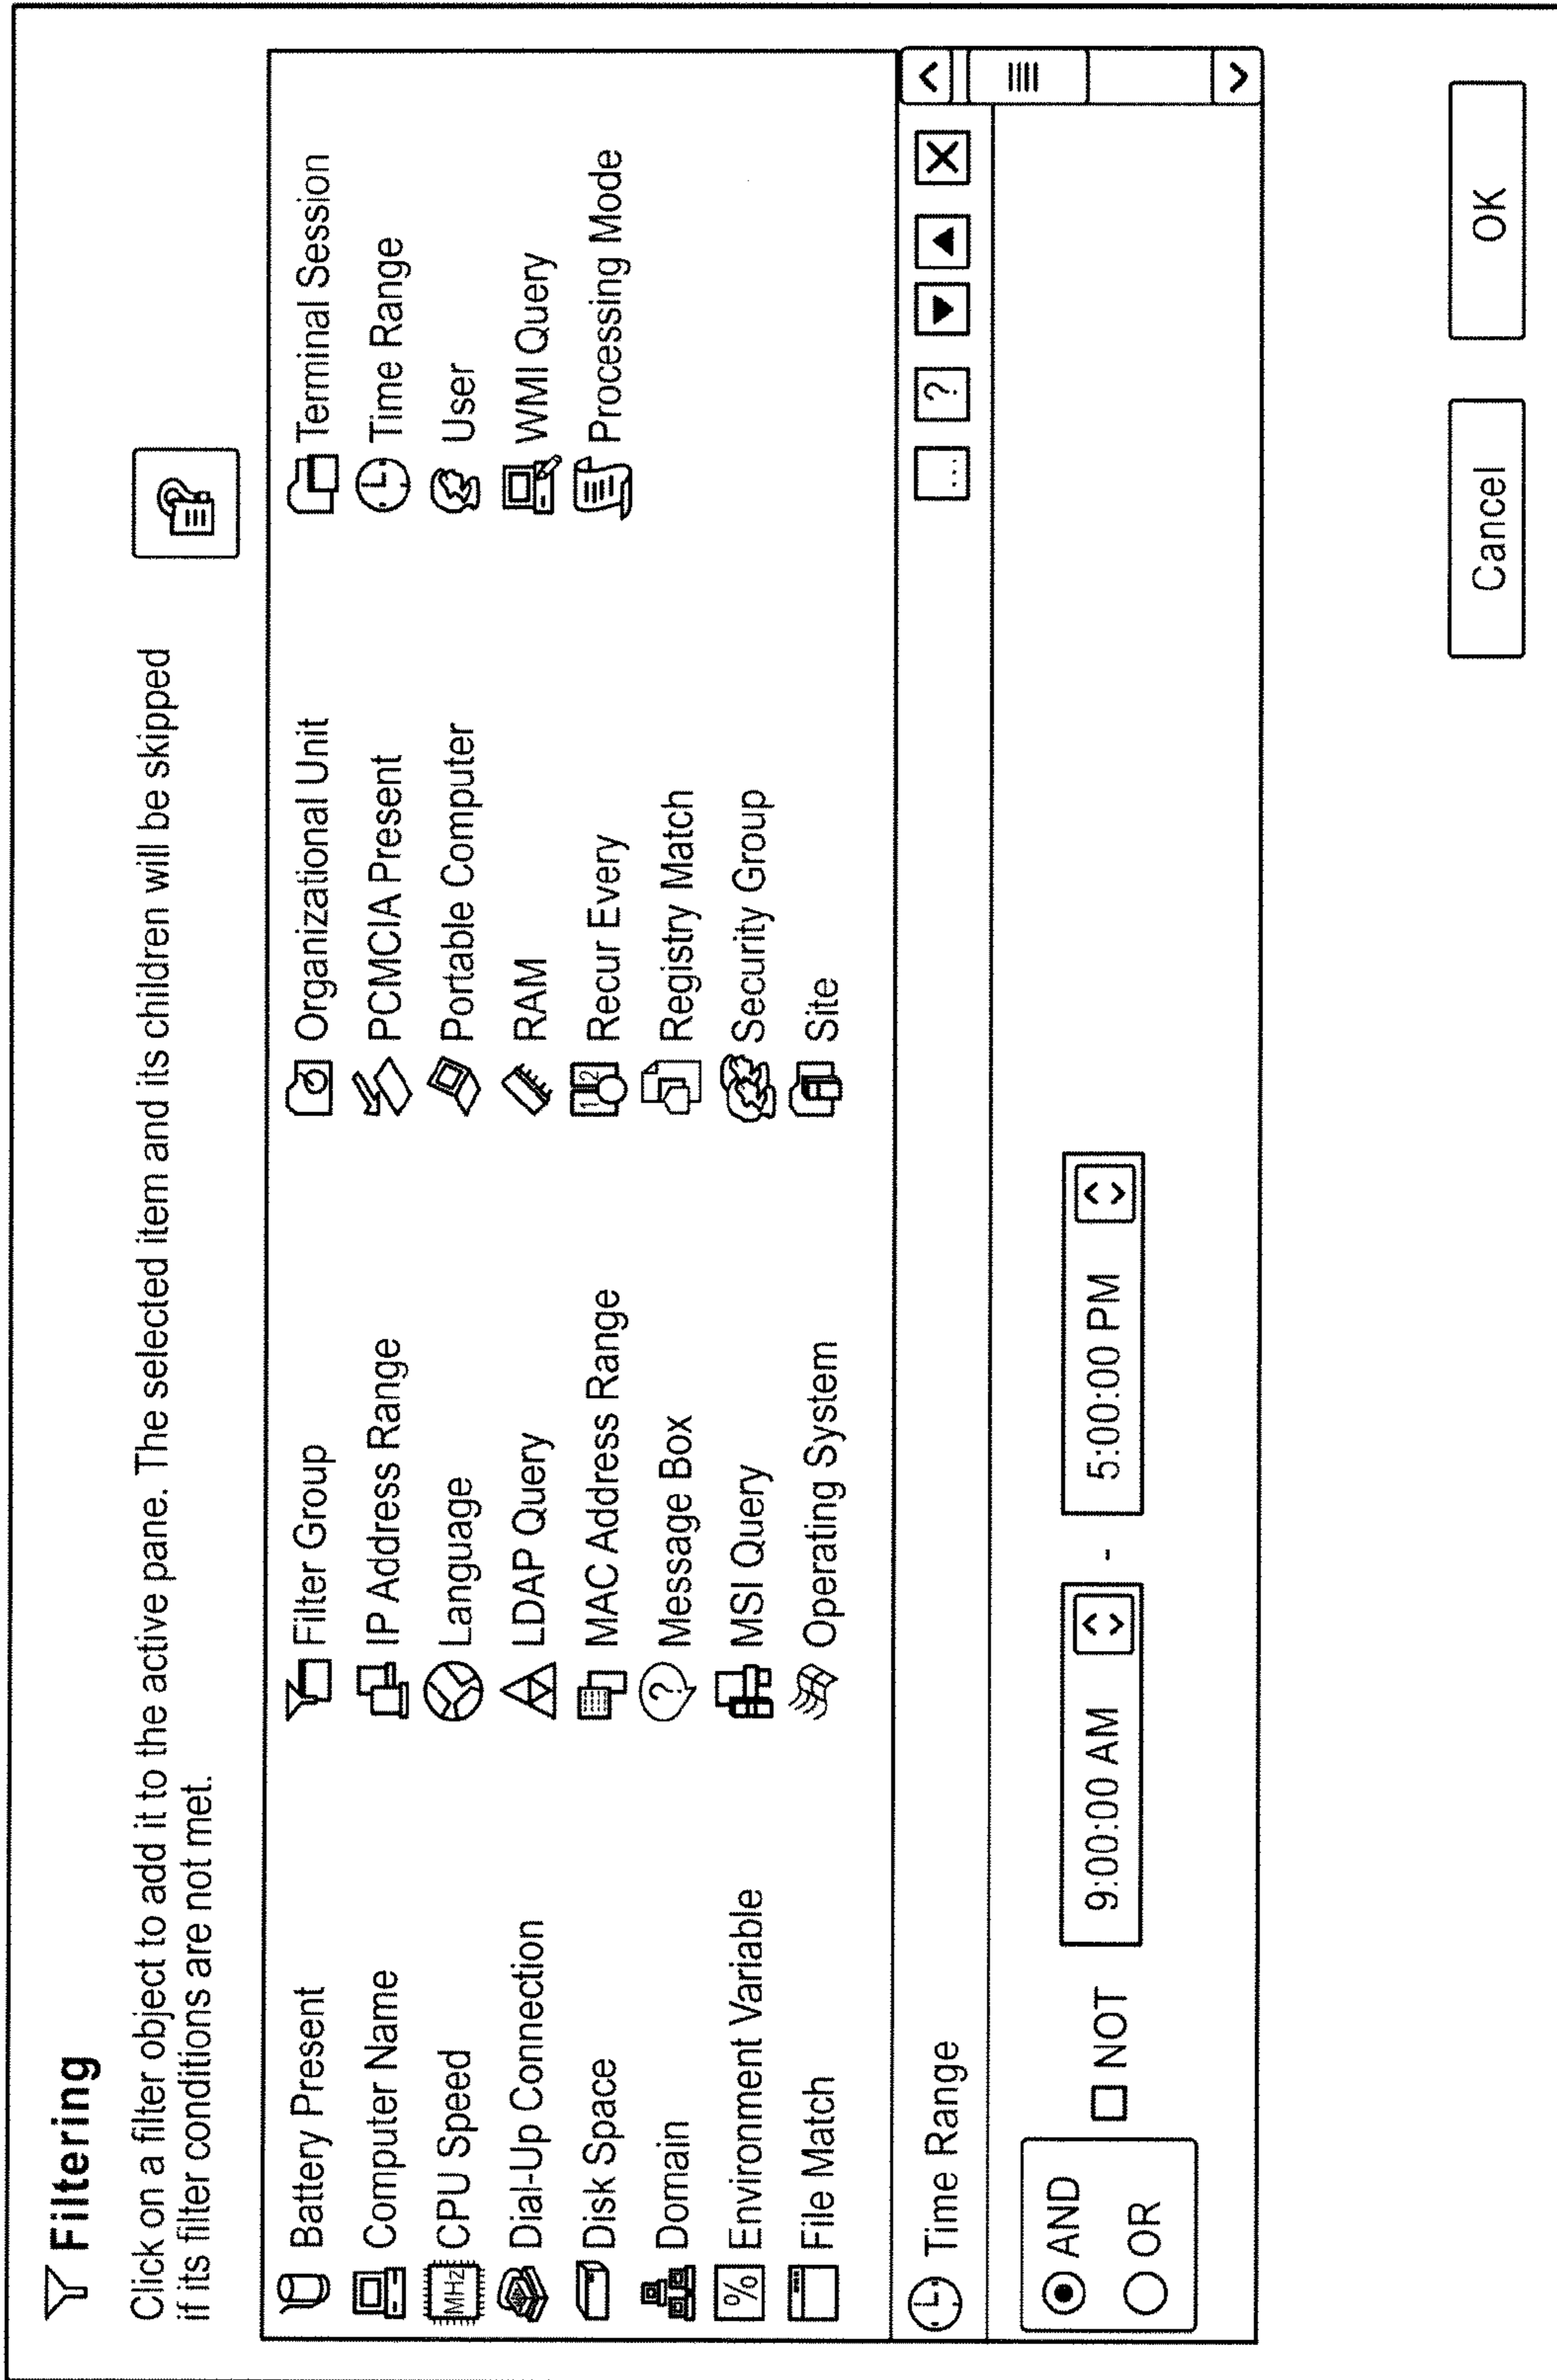 Filtering
Click on a filter object to add it to the active pane. The selected item and its children will be skipped
if its filter conditions are not met.
Battery Present
Computer Name
MHz CPU Speed
Dial-Up Connection
Disk Space
Domain
% Environment Variable
File Match
Filter Group
IP Address Range
Language
LDAP Query
MAC Address Range
? Message Box
MSI Query
Operating System
Organizational Unit
PCMCIA Present
Portable Computer
RAM
1 2 Recur Every
Registry Match
Security Group
Site
Terminal Session
Time Range
User
WMI Query
Processing Mode
Time Range ... ?
AND
OR
NOT
9:00:00 AM - 5:00:00 PM
Cancel OK